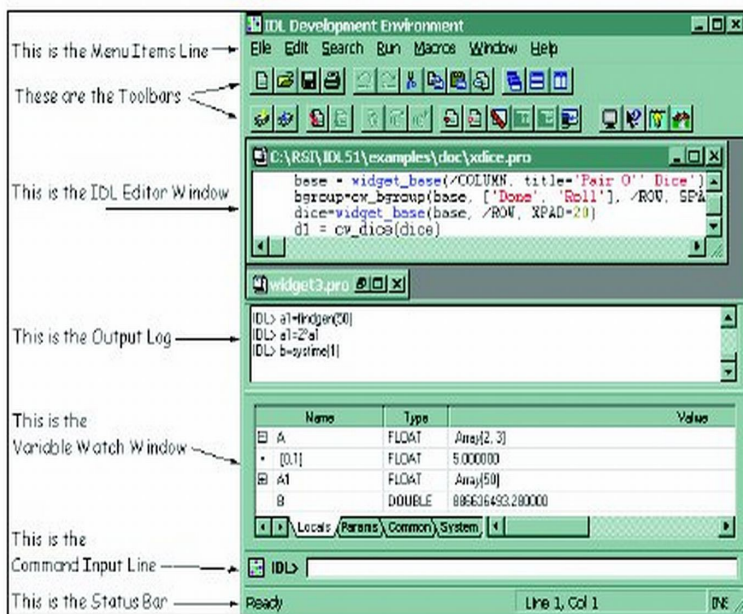 IDL Development Environment
This is the Menu Items Line
File Edit Search Run Macros Window Help
These are the Toolbars
C:\RSI\IDL51\examples\doc\xdice.pro
This is the IDL Editor Window
base = widget_base(/COLUMN, title='Pair O'' Dice')
bgroup=cw_bgroup(base, ['Done', 'Roll'], /ROW, SPA
dice=widget_base(base, /ROW, XPAD=20)
d1 = cw_dice(dice)
widget3.pro
This is the Output Log
IDL> a1=findgen(50)
IDL> a1=2*a1
IDL> b=systime(1)
This is the
Variable Watch Window
Name Type Value
A FLOAT Array[2, 3]
[0,1] FLOAT 5.000000
A1 FLOAT Array[50]
B DOUBLE 886636493.280000
Locals Params Common System
This is the
Command Input Line
IDL>
This is the Status Bar
Ready Line 1, Col 1